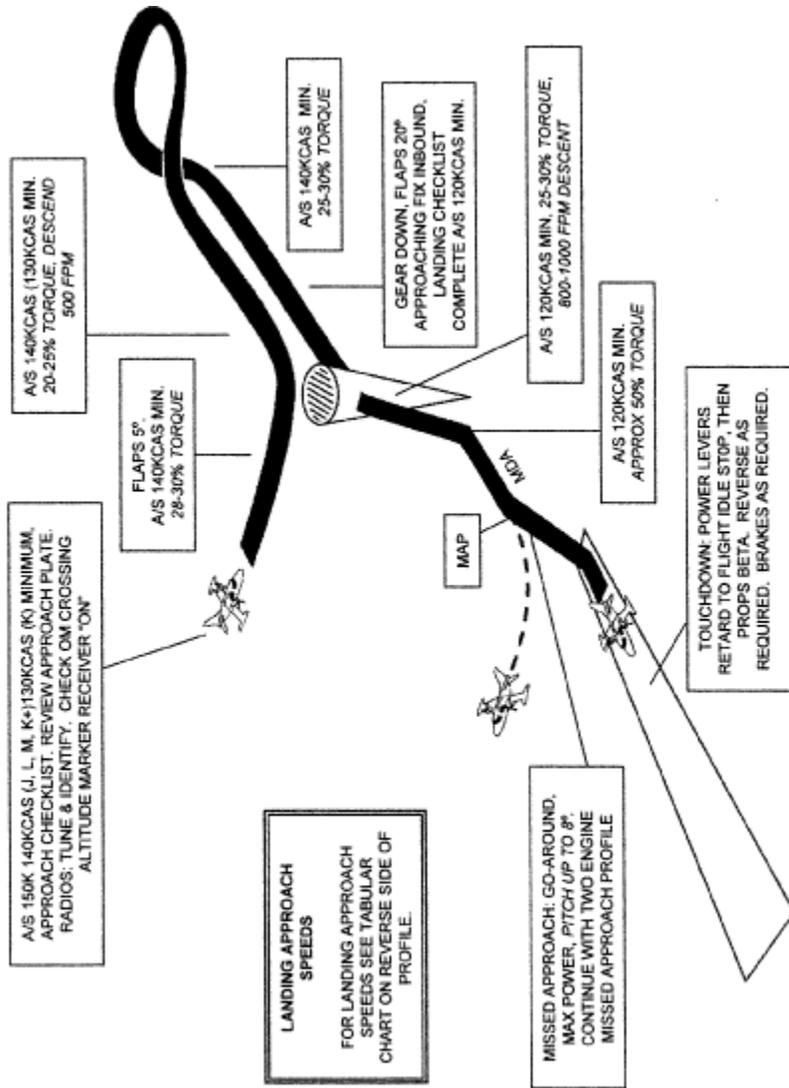 A/S 150K 140KCAS (J, L, M, K+)130KCAS (K) MINIMUM,
APPROACH CHECKLIST. REVIEW APPROACH PLATE.
RADIOS: TUNE & IDENTIFY. CHECK OM CROSSING
ALTITUDE MARKER RECEIVER "ON"
FLAPS 5º.
A/S 140KCAS MIN.
28-30% TORQUE
A/S 140KCAS (130KCAS MIN.
20-25% TORQUE, DESCEND
500 FPM
A/S 140KCAS MIN.
25-30% TORQUE
GEAR DOWN, FLAPS 20º
APPROACHING FIX INBOUND,
LANDING CHECKLIST
COMPLETE A/S 120KCAS MIN.
A/S 120KCAS MIN, 25-30% TORQUE,
800-1000 FPM DESCENT
A/S 120KCAS MIN.
APPROX 50% TORQUE
MDA
MAP
LANDING APPROACH
SPEEDS
FOR LANDING APPROACH
SPEEDS SEE TABULAR
CHART ON REVERSE SIDE OF
PROFILE.
MISSED APPROACH: GO-AROUND,
MAX POWER, PITCH UP TO 8º.
CONTINUE WITH TWO ENGINE
MISSED APPROACH PROFILE
TOUCHDOWN: POWER LEVERS
RETARD TO FLIGHT IDLE STOP, THEN
PROPS BETA. REVERSE AS
REQUIRED. BRAKES AS REQUIRED.